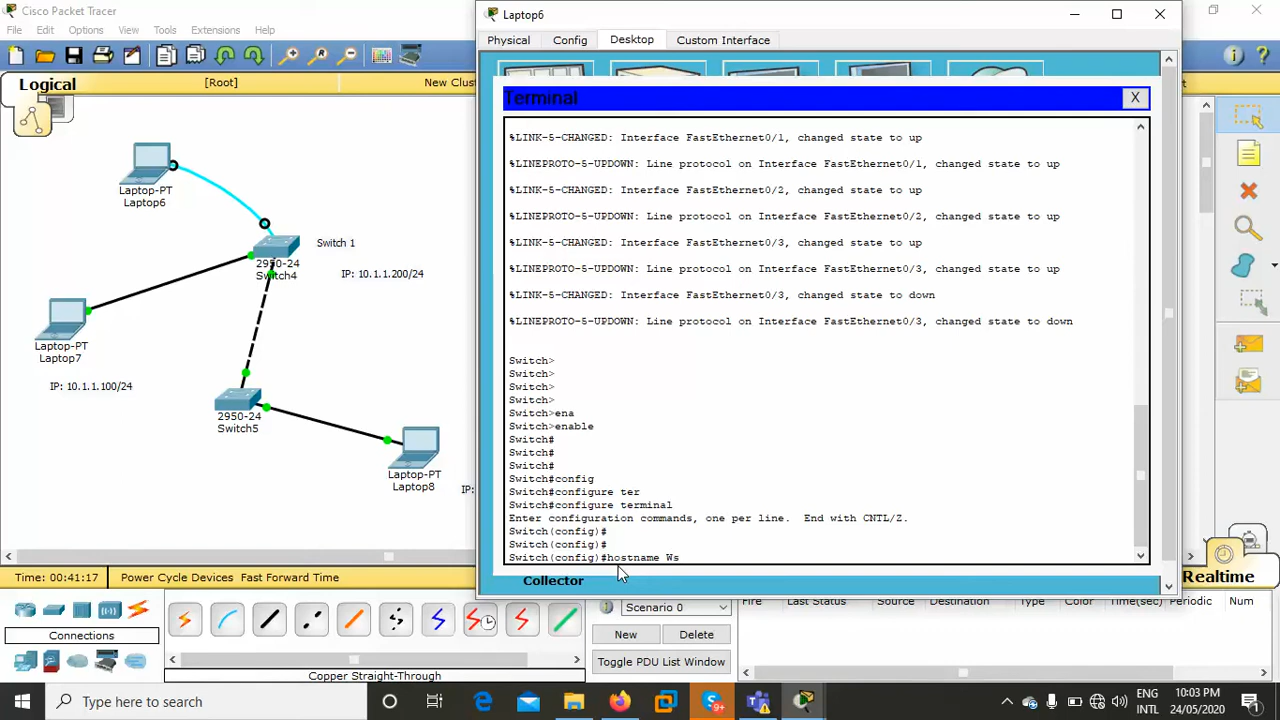 Cisco Packet Tracer
File Edit Options View Tools Extensions Help
Logical
[Root]
New Clus
Laptop-PT
Laptop6
Switch 1
2950-24
Switch4
IP: 10.1.1.200/24
Laptop-PT
Laptop7
IP: 10.1.1.100/24
2950-24
Switch5
Laptop-PT
Laptop8
IP:
Laptop6
Physical Config Desktop Custom Interface
Terminal
X
%LINK-5-CHANGED: Interface FastEthernet0/1, changed state to up
%LINEPROTO-5-UPDOWN: Line protocol on Interface FastEthernet0/1, changed state to up
%LINK-5-CHANGED: Interface FastEthernet0/2, changed state to up
%LINEPROTO-5-UPDOWN: Line protocol on Interface FastEthernet0/2, changed state to up
%LINK-5-CHANGED: Interface FastEthernet0/3, changed state to up
%LINEPROTO-5-UPDOWN: Line protocol on Interface FastEthernet0/3, changed state to up
%LINK-5-CHANGED: Interface FastEthernet0/3, changed state to down
%LINEPROTO-5-UPDOWN: Line protocol on Interface FastEthernet0/3, changed state to down
Switch>
Switch>
Switch>
Switch>
Switch>ena
Switch>enable
Switch#
Switch#
Switch#
Switch#config
Switch#configure ter
Switch#configure terminal
Enter configuration commands, one per line. End with CNTL/Z.
Switch(config)#
Switch(config)#
Switch(config)#hostname Ws
Collector
Time: 00:41:17 Power Cycle Devices Fast Forward Time
Realtime
Connections
Copper Straight-Through
Scenario 0
New Delete
Toggle PDU List Window
Fire Last Status Source Destination Type Color Time(sec) Periodic Num
Type here to search
9+
ENG
INTL
10:03 PM
24/05/2020
1